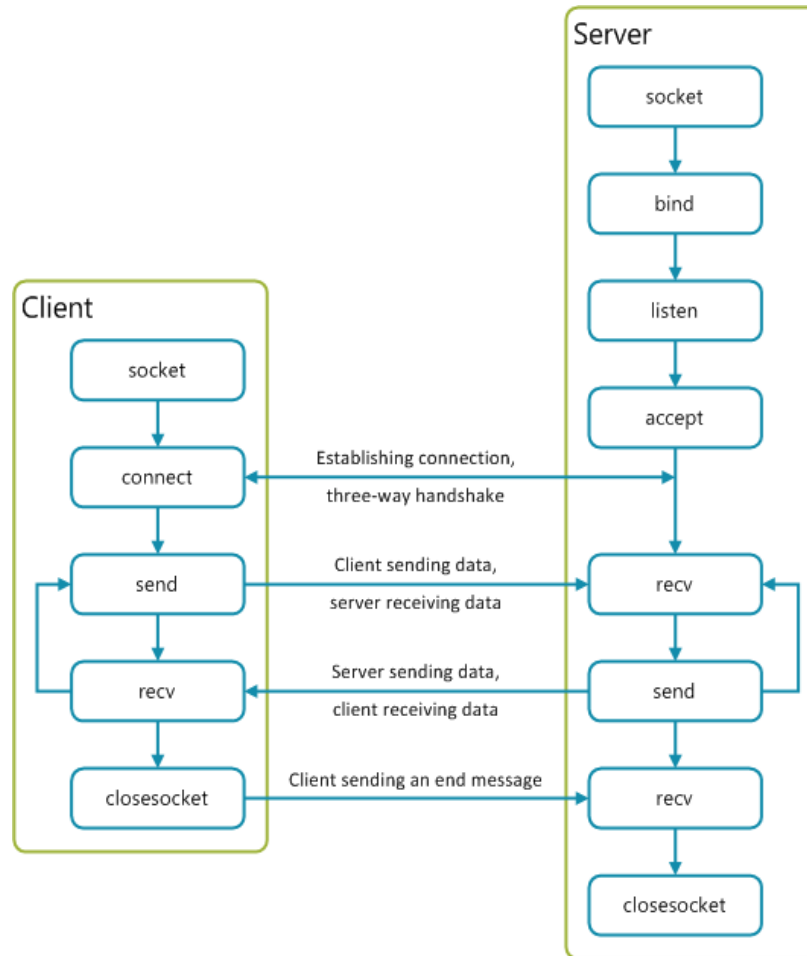 Server
socket
bind
listen
accept
Client
socket
connect
send
recv
closesocket
Establishing connection,
three-way handshake
Client sending data,
server receiving data
Server sending data,
client receiving data
Client sending an end message
recv
send
recv
closesocket